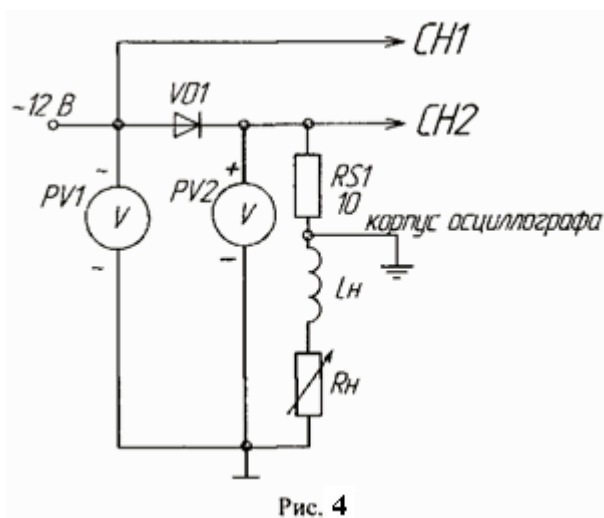 CH1
~12 В
VD1
CH2
PV1
~
V
~
PV2
+
V
−
RS1
10
корпус осциллографа
Lн
Rн
Рис. 4